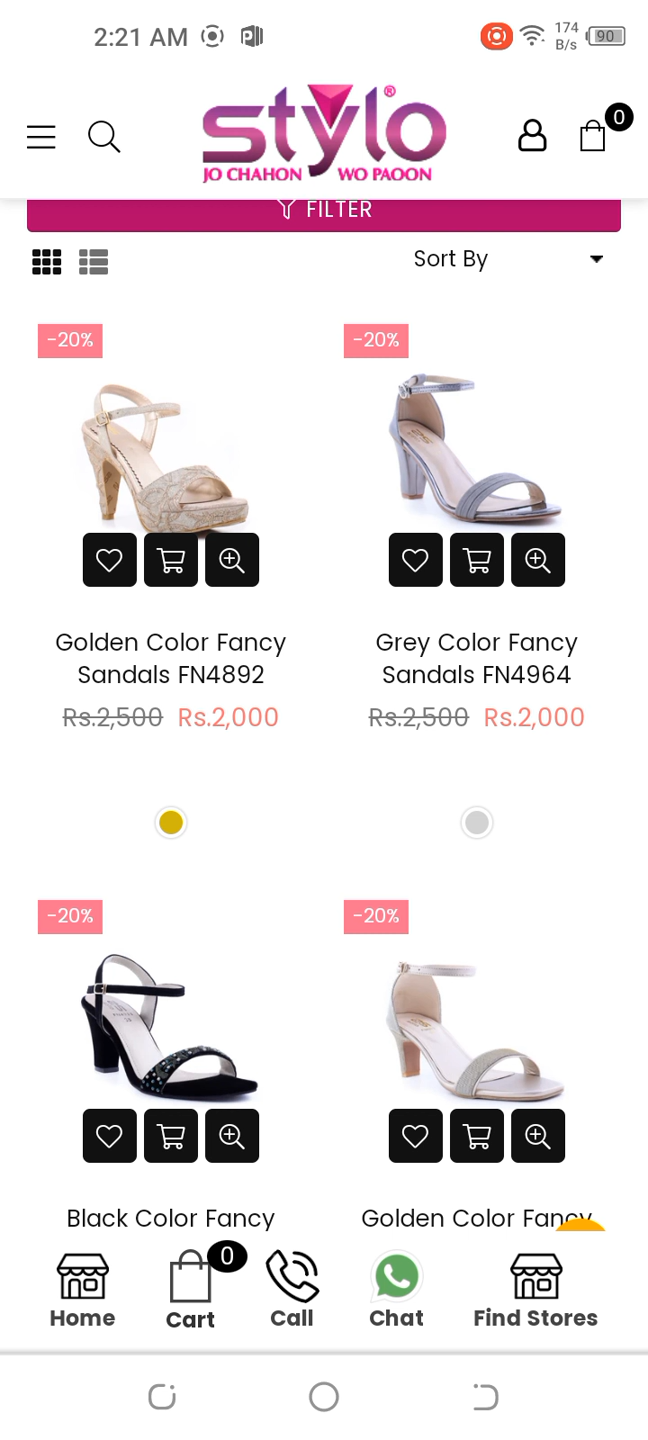 2:21 AM
174
B/s
90
stylo®
JO CHAHON WO PAOON
0
FILTER
Sort By
-20%
-20%
Golden Color Fancy
Sandals FN4892
Grey Color Fancy
Sandals FN4964
Rs.2,500 Rs.2,000
Rs.2,500 Rs.2,000
-20%
-20%
Black Color Fancy
Golden Color Fancy
0
Home
Cart
Call
Chat
Find Stores